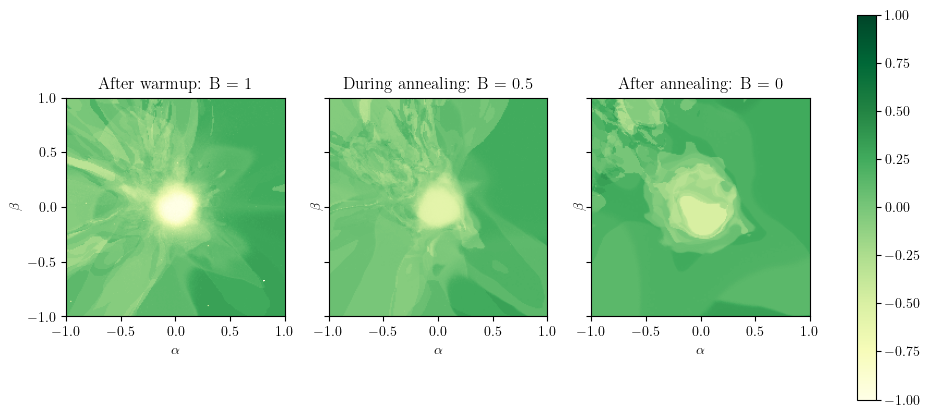 After warmup: B = 1
During annealing: B = 0.5
After annealing: B = 0
1.0
0.5
0.0
−0.5
−1.0
β
β
β
−1.0 −0.5 0.0 0.5 1.0
−1.0 −0.5 0.0 0.5 1.0
−1.0 −0.5 0.0 0.5 1.0
α
α
α
1.00
0.75
0.50
0.25
0.00
−0.25
−0.50
−0.75
−1.00